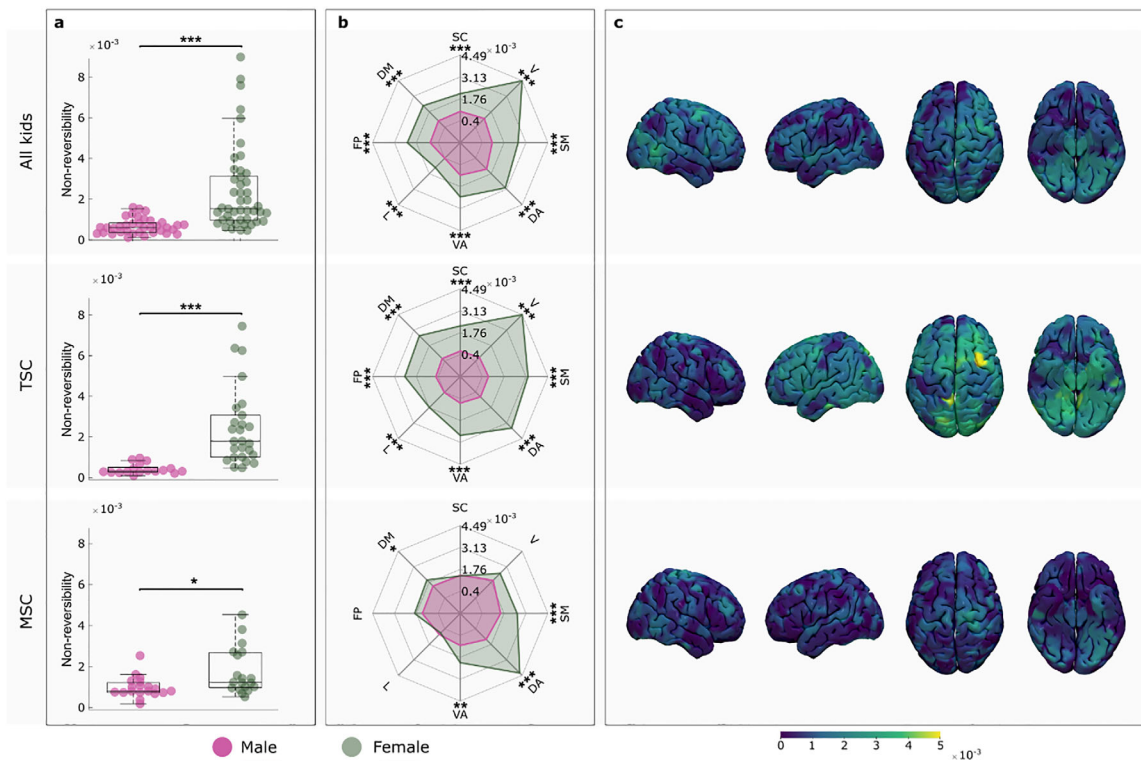 a
b
c
All kids
× 10⁻³
***
Non-reversibility
8
6
4
2
0
SC
***
4.49 × 10⁻³
3.13
1.76
0.4
V
***
SM
***
DA
***
VA
***
L
***
FP
***
DM
***
TSC
× 10⁻³
***
Non-reversibility
8
6
4
2
0
SC
***
4.49 × 10⁻³
3.13
1.76
0.4
V
***
SM
***
DA
***
VA
***
L
***
FP
***
DM
***
MSC
× 10⁻³
*
Non-reversibility
8
6
4
2
0
SC
4.49 × 10⁻³
3.13
1.76
0.4
V
SM
***
DA
***
VA
**
L
FP
DM
*
Male Female
0 1 2 3 4 5
× 10⁻³